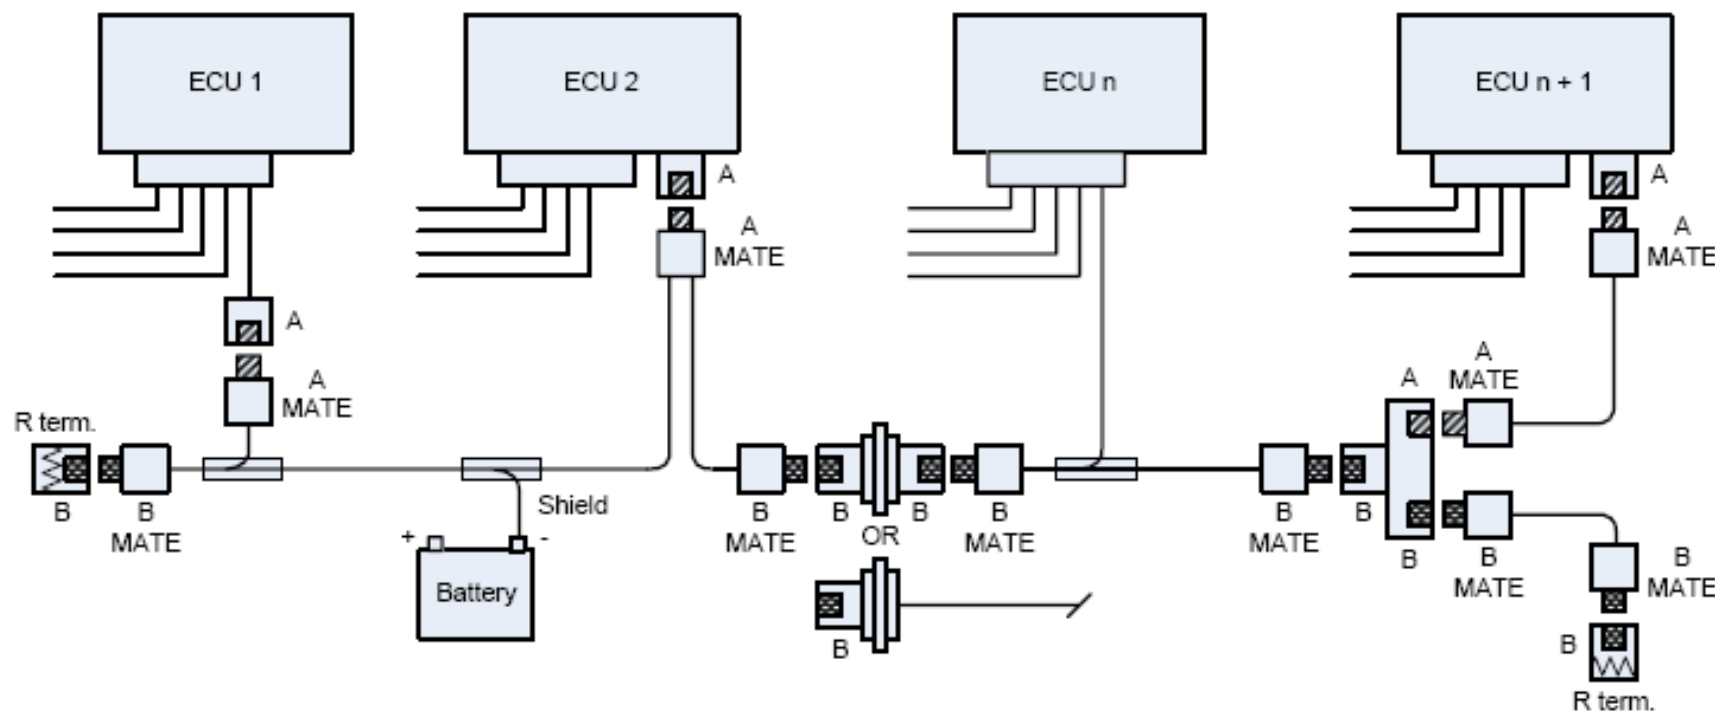 ECU 1
ECU 2
ECU n
ECU n + 1
A
A
A
MATE
A
MATE
A
A
MATE
A
A
MATE
R term.
B
B
MATE
Shield
+
-
Battery
B
MATE
B
B
OR
B
MATE
B
B
MATE
B
B
B
MATE
B
MATE
B
R term.